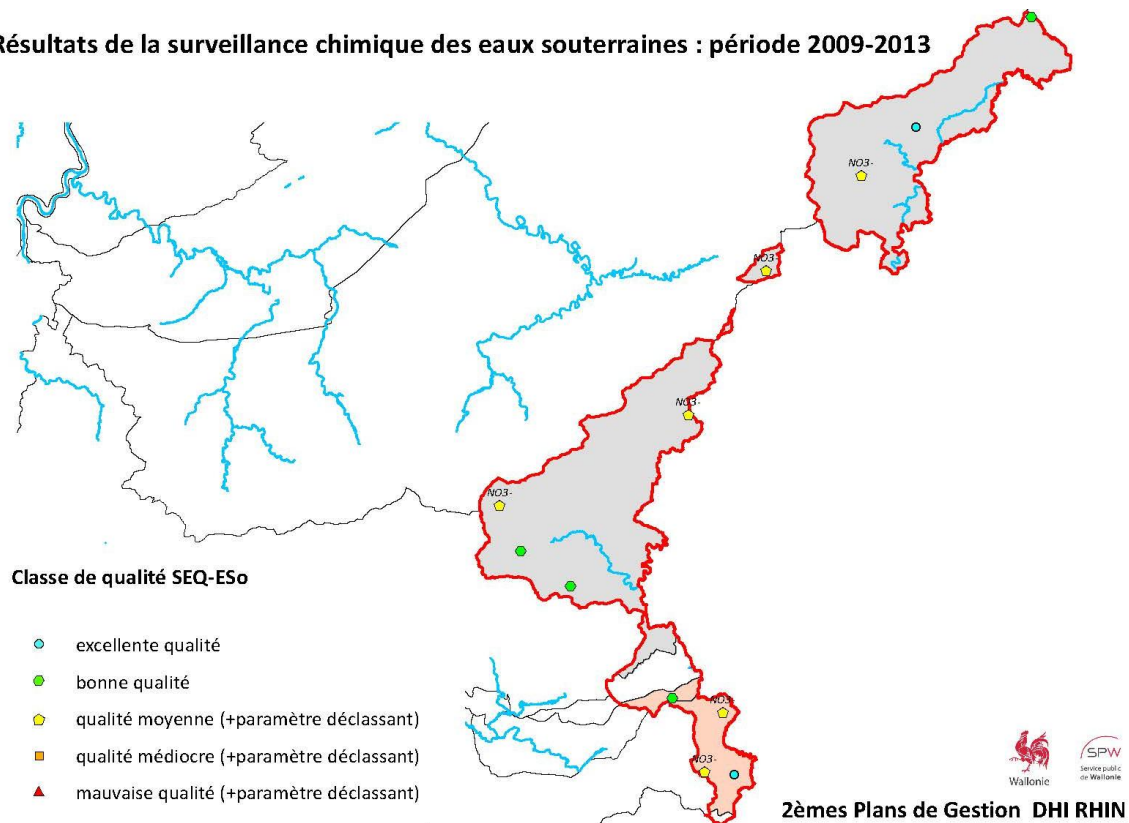 Résultats de la surveillance chimique des eaux souterraines : période 2009-2013
NO3-
NO3-
NO3-
NO3-
Classe de qualité SEQ-ESo
excellente qualité
bonne qualité
qualité moyenne (+paramètre déclassant)
qualité médiocre (+paramètre déclassant)
mauvaise qualité (+paramètre déclassant)
NO3-
NO3-
Wallonie
SPW
Service public
de Wallonie
2èmes Plans de Gestion DHI RHIN